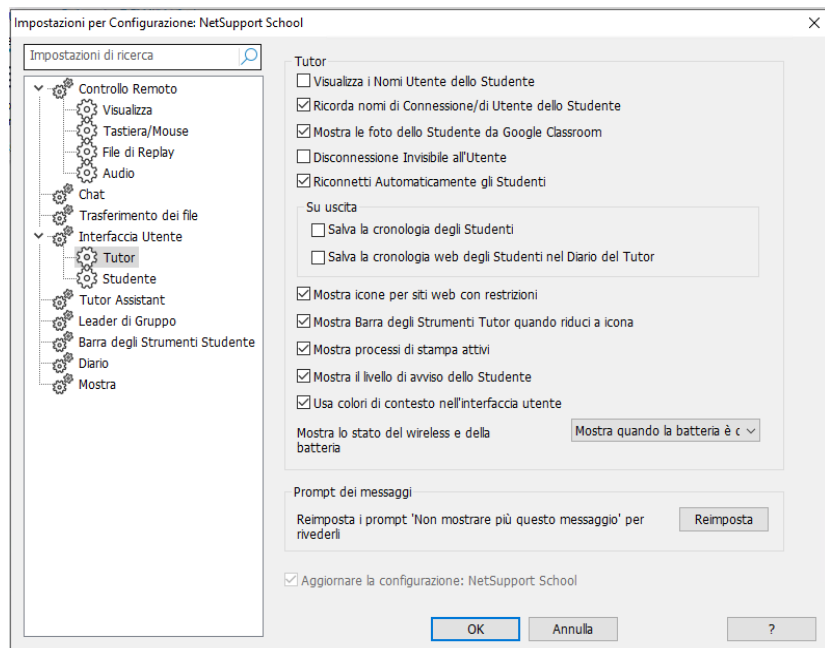 Impostazioni per Configurazione: NetSupport School
Impostazioni di ricerca
Controllo Remoto
Visualizza
Tastiera/Mouse
File di Replay
Audio
Chat
Trasferimento dei file
Interfaccia Utente
Tutor
Studente
Tutor Assistant
Leader di Gruppo
Barra degli Strumenti Studente
Diario
Mostra
Tutor
Visualizza i Nomi Utente dello Studente
Ricorda nomi di Connessione/di Utente dello Studente
Mostra le foto dello Studente da Google Classroom
Disconnessione Invisibile all'Utente
Riconnetti Automaticamente gli Studenti
Su uscita
Salva la cronologia degli Studenti
Salva la cronologia web degli Studenti nel Diario del Tutor
Mostra icone per siti web con restrizioni
Mostra Barra degli Strumenti Tutor quando riduci a icona
Mostra processi di stampa attivi
Mostra il livello di avviso dello Studente
Usa colori di contesto nell'interfaccia utente
Mostra lo stato del wireless e della
batteria
Mostra quando la batteria è
Prompt dei messaggi
Reimposta i prompt 'Non mostrare più questo messaggio' per
rivederli
Reimposta
Aggiornare la configurazione: NetSupport School
OK
Annulla
?